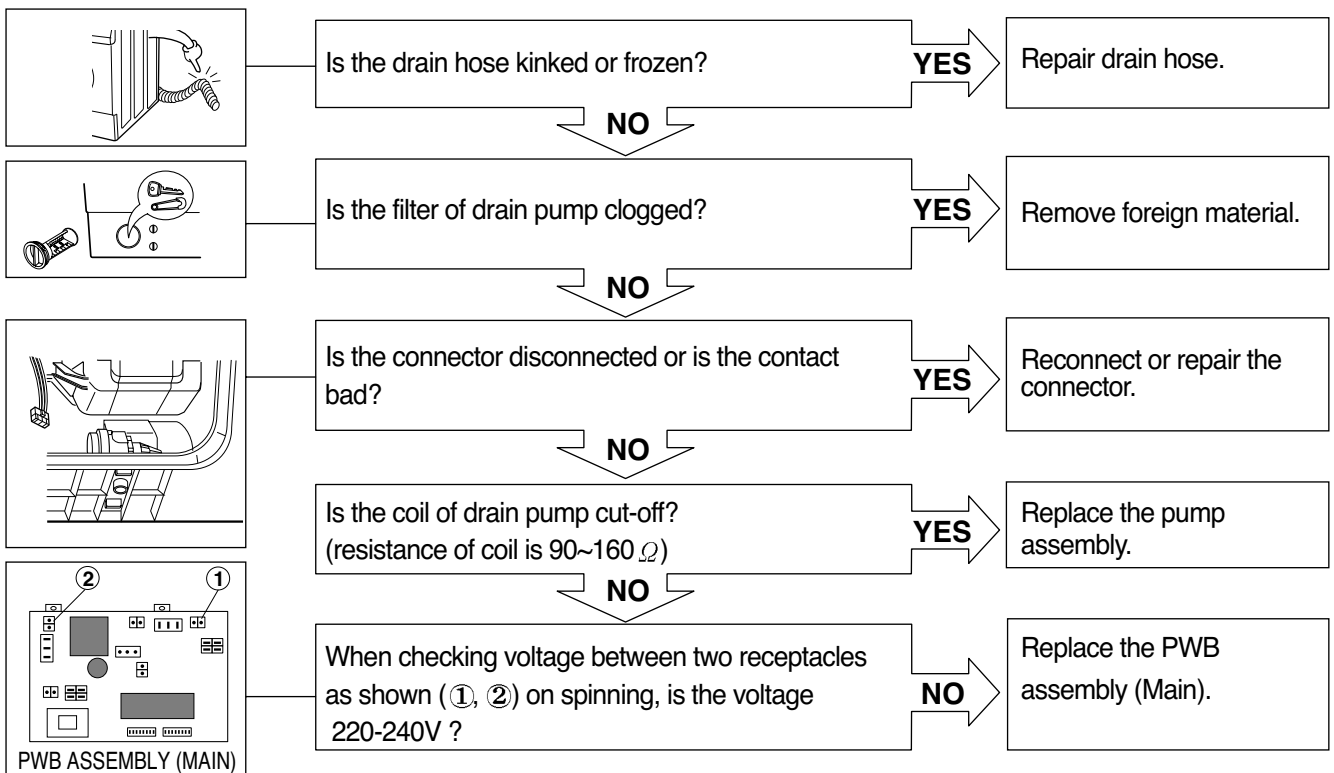 Is the drain hose kinked or frozen?
YES
Repair drain hose.
NO
Is the filter of drain pump clogged?
YES
Remove foreign material.
NO
Is the connector disconnected or is the contact
bad?
YES
Reconnect or repair the
connector.
NO
Is the coil of drain pump cut-off?
(resistance of coil is 90~160 Ω)
YES
Replace the pump
assembly.
NO
② ①
PWB ASSEMBLY (MAIN)
When checking voltage between two receptacles
as shown (①, ②) on spinning, is the voltage
220-240V ?
NO
Replace the PWB
assembly (Main).